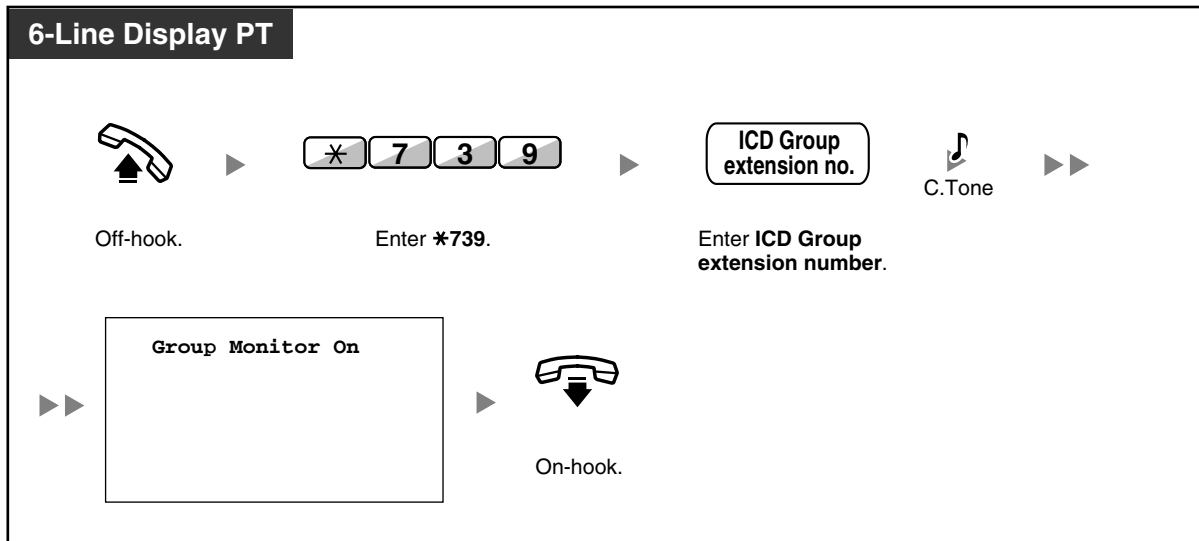 6-Line Display PT
✳ 7 3 9
ICD Group
extension no.
C.Tone
Off-hook.
Enter ✳739.
Enter ICD Group
extension number.
Group Monitor On
On-hook.